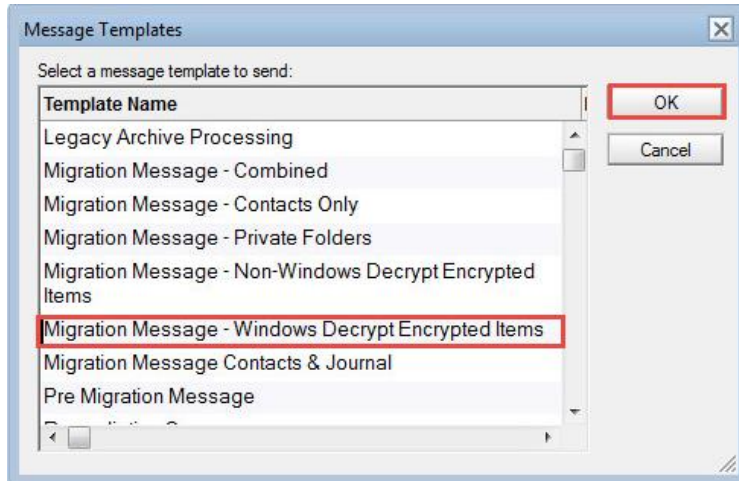 Message Templates
Select a message template to send:
Template Name
OK
Legacy Archive Processing
Cancel
Migration Message - Combined
Migration Message - Contacts Only
Migration Message - Private Folders
Migration Message - Non-Windows Decrypt Encrypted
Items
Migration Message - Windows Decrypt Encrypted Items
Migration Message Contacts & Journal
Pre Migration Message